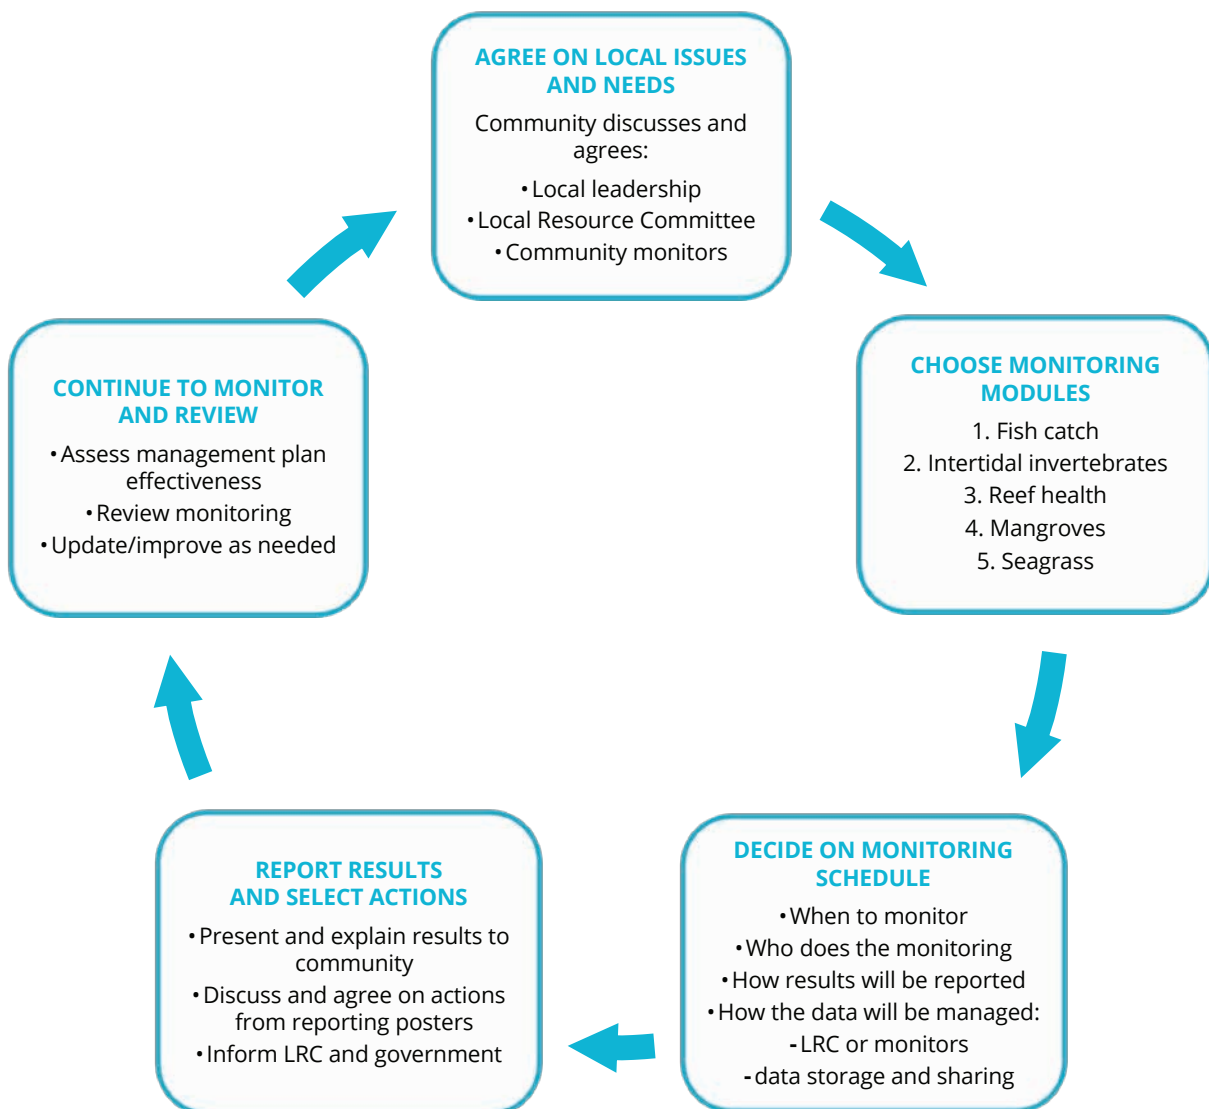 AGREE ON LOCAL ISSUES
AND NEEDS
Community discusses and
agrees:
• Local leadership
• Local Resource Committee
• Community monitors
CHOOSE MONITORING
MODULES
1. Fish catch
2. Intertidal invertebrates
3. Reef health
4. Mangroves
5. Seagrass
DECIDE ON MONITORING
SCHEDULE
• When to monitor
• Who does the monitoring
• How results will be reported
• How the data will be managed:
- LRC or monitors
- data storage and sharing
REPORT RESULTS
AND SELECT ACTIONS
• Present and explain results to
community
• Discuss and agree on actions
from reporting posters
• Inform LRC and government
CONTINUE TO MONITOR
AND REVIEW
• Assess management plan
effectiveness
• Review monitoring
• Update/improve as needed